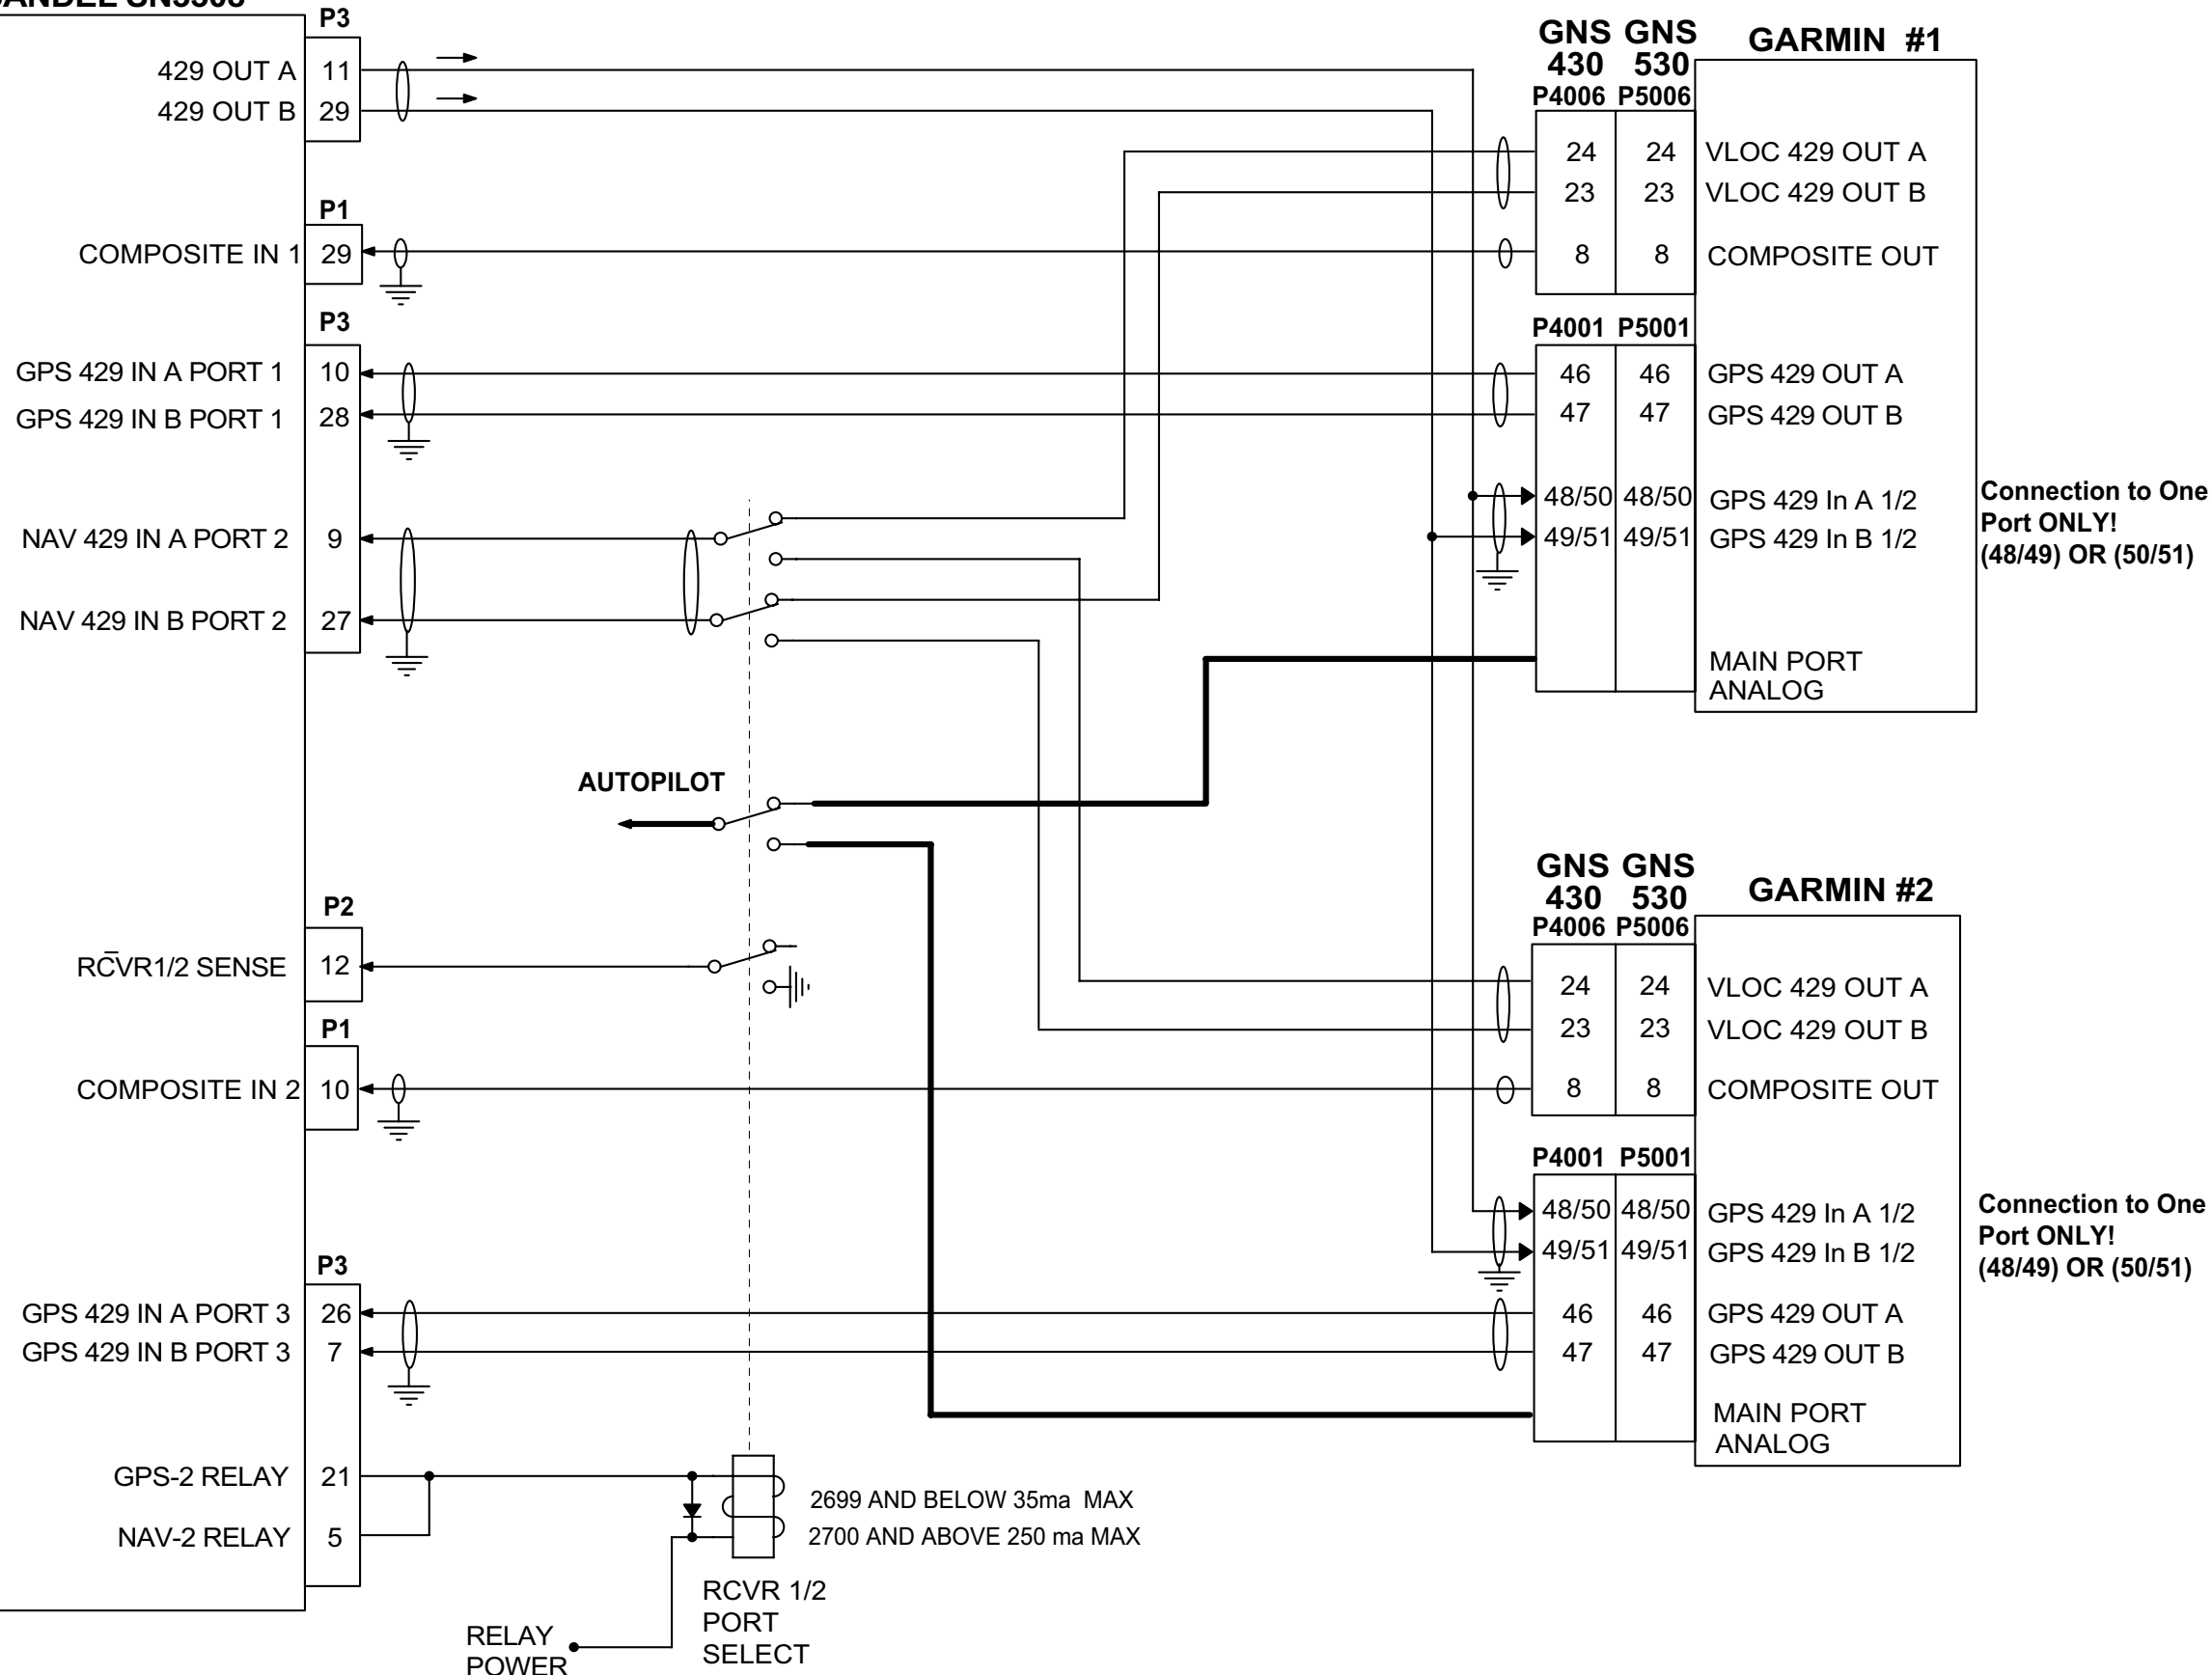 P3
429 OUT A 11
429 OUT B 29
P1
COMPOSITE IN 1 29
P3
GPS 429 IN A PORT 1 10
GPS 429 IN B PORT 1 28
NAV 429 IN A PORT 2 9
NAV 429 IN B PORT 2 27
AUTOPILOT
P2
RCVR1/2 SENSE 12
P1
COMPOSITE IN 2 10
P3
GPS 429 IN A PORT 3 26
GPS 429 IN B PORT 3 7
GPS-2 RELAY 21
NAV-2 RELAY 5
2699 AND BELOW 35ma MAX
2700 AND ABOVE 250 ma MAX
RCVR 1/2
PORT
SELECT
RELAY
POWER
GNS GNS
430 530
GARMIN #1
P4006 P5006
24 24 VLOC 429 OUT A
23 23 VLOC 429 OUT B
8 8 COMPOSITE OUT
P4001 P5001
46 46 GPS 429 OUT A
47 47 GPS 429 OUT B
48/50 48/50 GPS 429 In A 1/2
49/51 49/51 GPS 429 In B 1/2
Connection to One
Port ONLY!
(48/49) OR (50/51)
MAIN PORT
ANALOG
GNS GNS
430 530
GARMIN #2
P4006 P5006
24 24 VLOC 429 OUT A
23 23 VLOC 429 OUT B
8 8 COMPOSITE OUT
P4001 P5001
48/50 48/50 GPS 429 In A 1/2
49/51 49/51 GPS 429 In B 1/2
Connection to One
Port ONLY!
(48/49) OR (50/51)
46 46 GPS 429 OUT A
47 47 GPS 429 OUT B
MAIN PORT
ANALOG